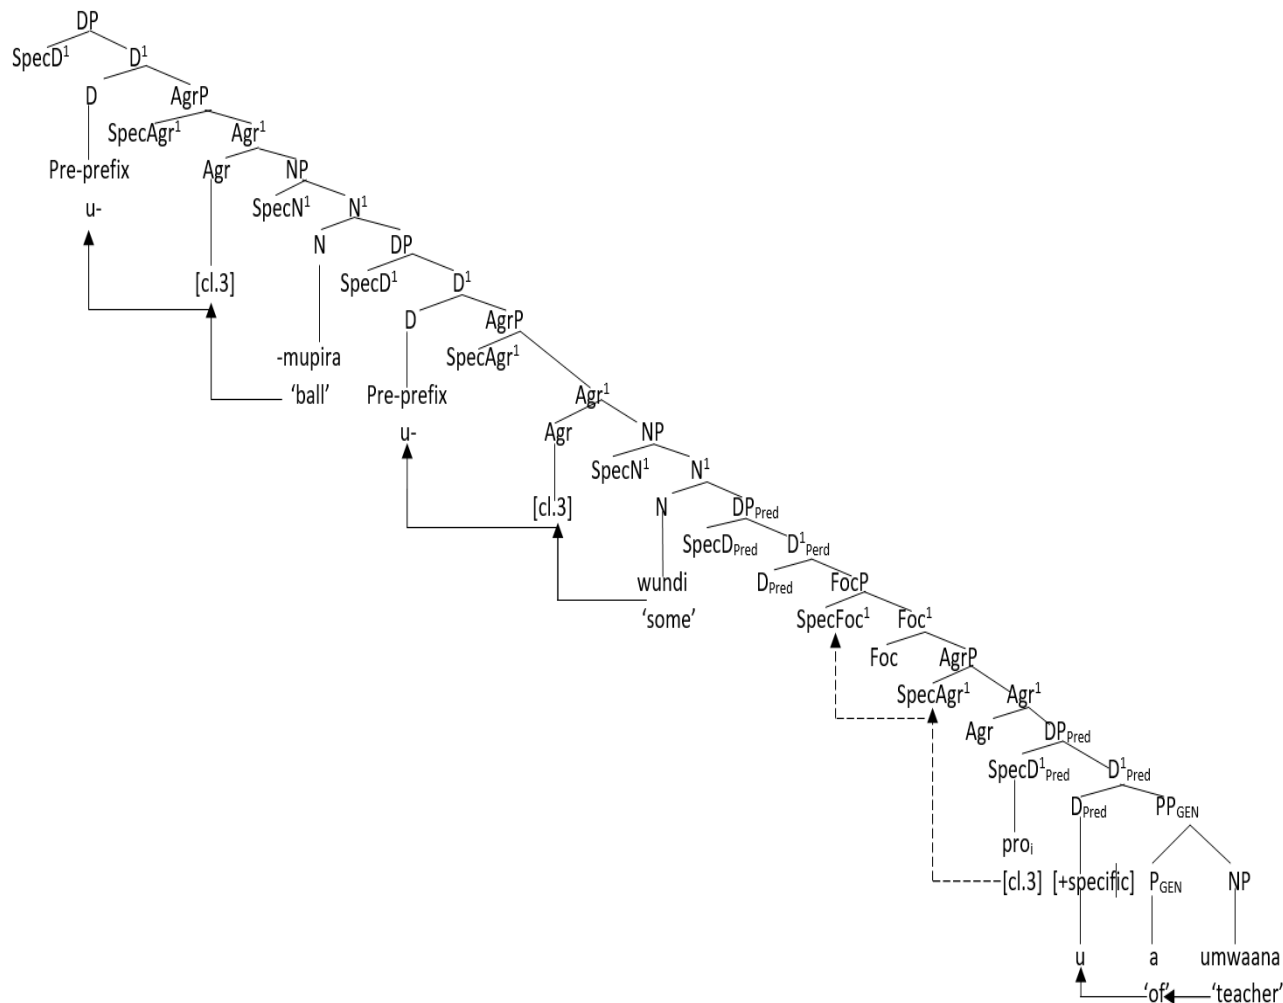 DP
SpecD¹ D¹
D AgrP
SpecAgr¹ Agr¹
Pre-prefix Agr NP
u- SpecN¹ N¹
N DP
[cl.3] SpecD¹ D¹
D AgrP
-mupira SpecAgr¹
‘ball’ Pre-prefix Agr¹
u- Agr NP
SpecN¹ N¹
[cl.3] N DPPred
SpecDPred D¹Perd
wundi DPred FocP
‘some’ SpecFoc¹ Foc¹
Foc AgrP
SpecAgr¹ Agr¹
Agr DPPred
SpecD¹Pred D¹Pred
DPred PPGEN
proi
[cl.3] [+specific] PGEN NP
u a umwaana
‘of’ ‘teacher’